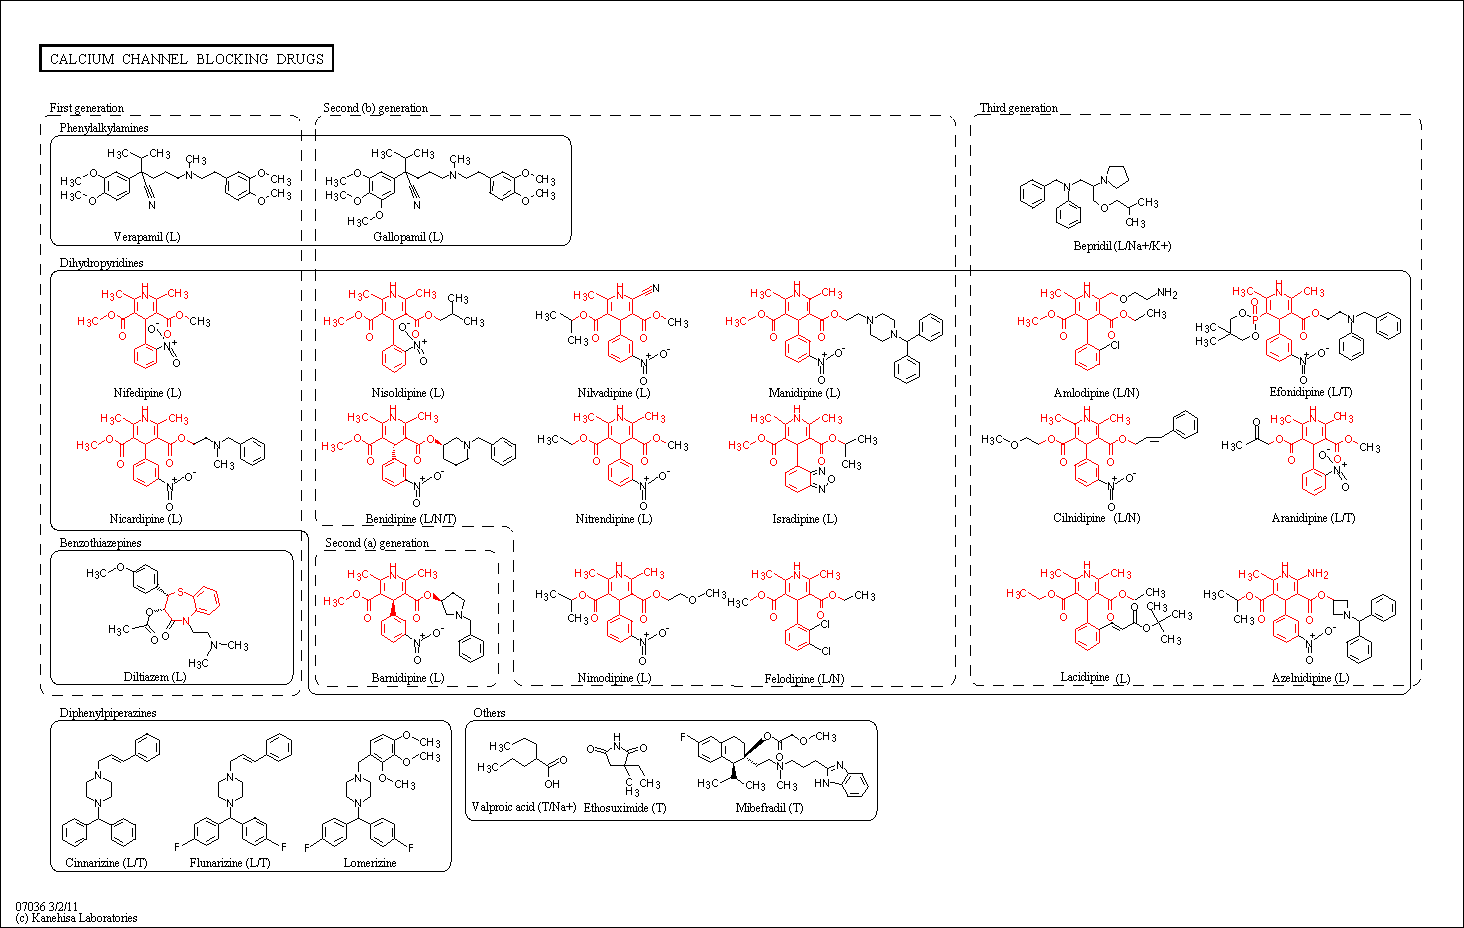 CALCIUM CHANNEL BLOCKING DRUGS
First generation
Second (b) generation
Third generation
Phenylalkylamines
Verapamil (L)
Gallopamil (L)
Bepridil (L/Na+/K+)
Dihydropyridines
Nifedipine (L)
Nisoldipine (L)
Nilvadipine (L)
Manidipine (L)
Amlodipine (L/N)
Efonidipine (L/T)
Nicardipine (L)
Benidipine (L/N/T)
Nitrendipine (L)
Isradipine (L)
Cilnidipine (L/N)
Aranidipine (L/T)
Benzothiazepines
Second (a) generation
Diltiazem (L)
Barnidipine (L)
Nimodipine (L)
Felodipine (L/N)
Lacidipine (L)
Azelnidipine (L)
Diphenylpiperazines
Others
Cinnarizine (L/T)
Flunarizine (L/T)
Lomerizine
Valproic acid (T/Na+)
Ethosuximide (T)
Mibefradil (T)
07036 3/2/11
(c) Kanehisa Laboratories